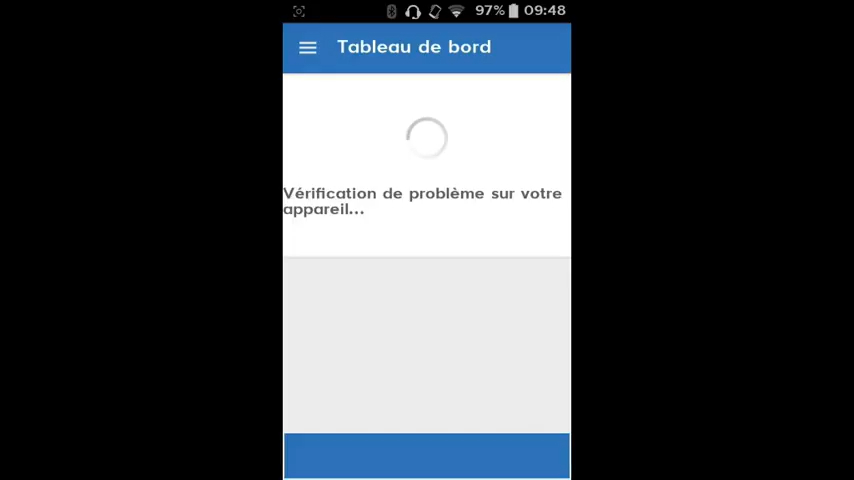 97% 09:48
Tableau de bord
Vérification de problème sur votre
appareil...